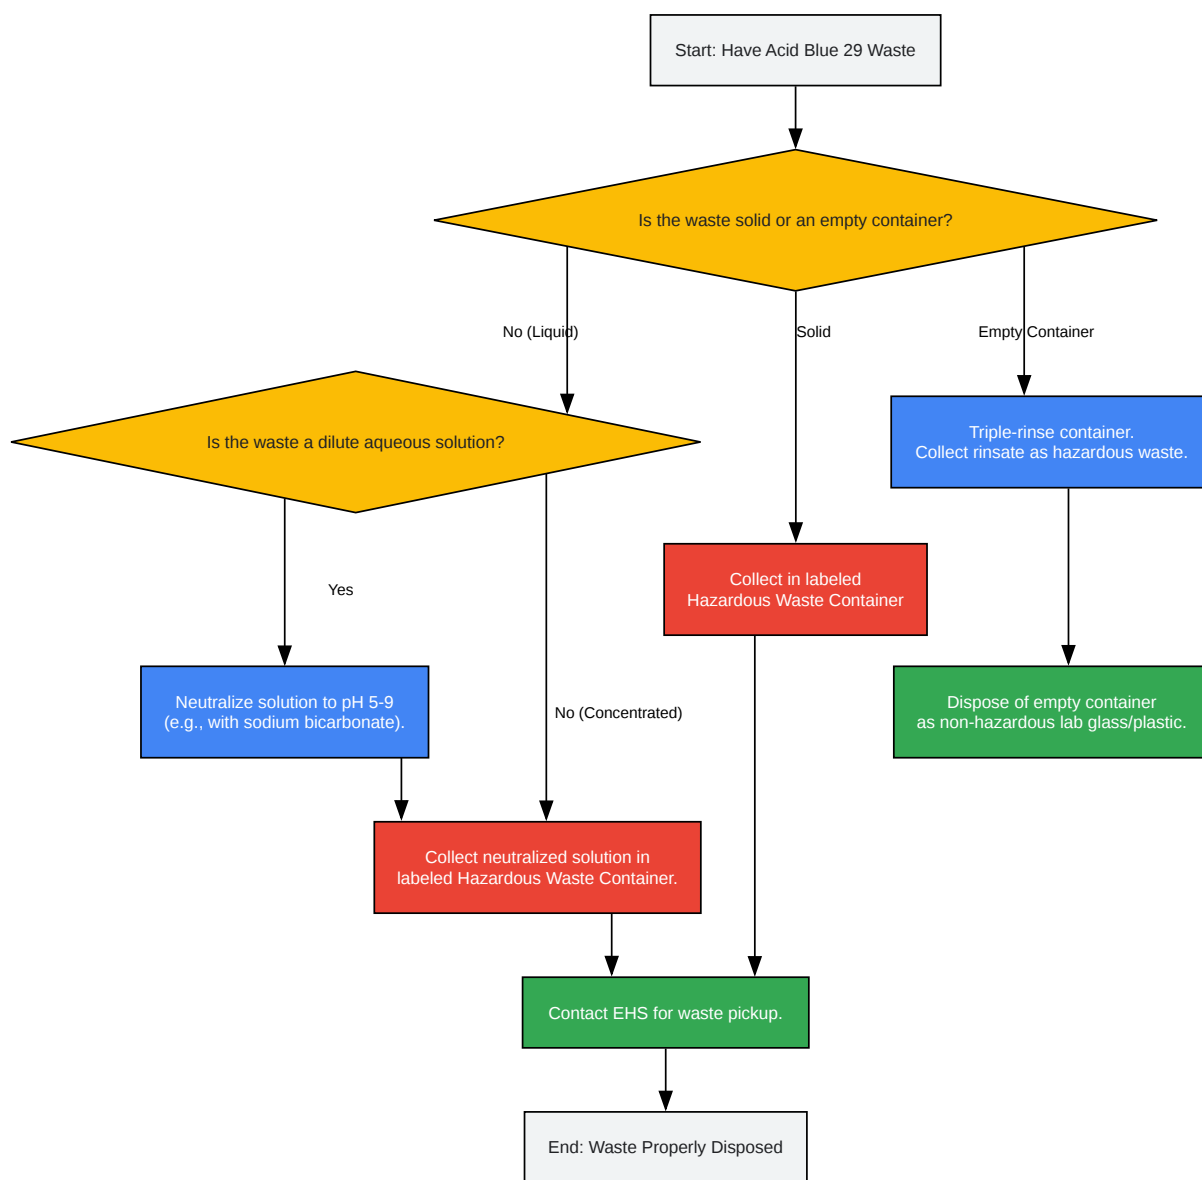 Start: Have Acid Blue 29 Waste
Is the waste solid or an empty container?
No (Liquid)
Solid
Empty Container
Is the waste a dilute aqueous solution?
Triple-rinse container.
Collect rinsate as hazardous waste.
Yes
Collect in labeled
Hazardous Waste Container
Neutralize solution to pH 5-9
(e.g., with sodium bicarbonate).
No (Concentrated)
Dispose of empty container
as non-hazardous lab glass/plastic.
Collect neutralized solution in
labeled Hazardous Waste Container.
Contact EHS for waste pickup.
End: Waste Properly Disposed